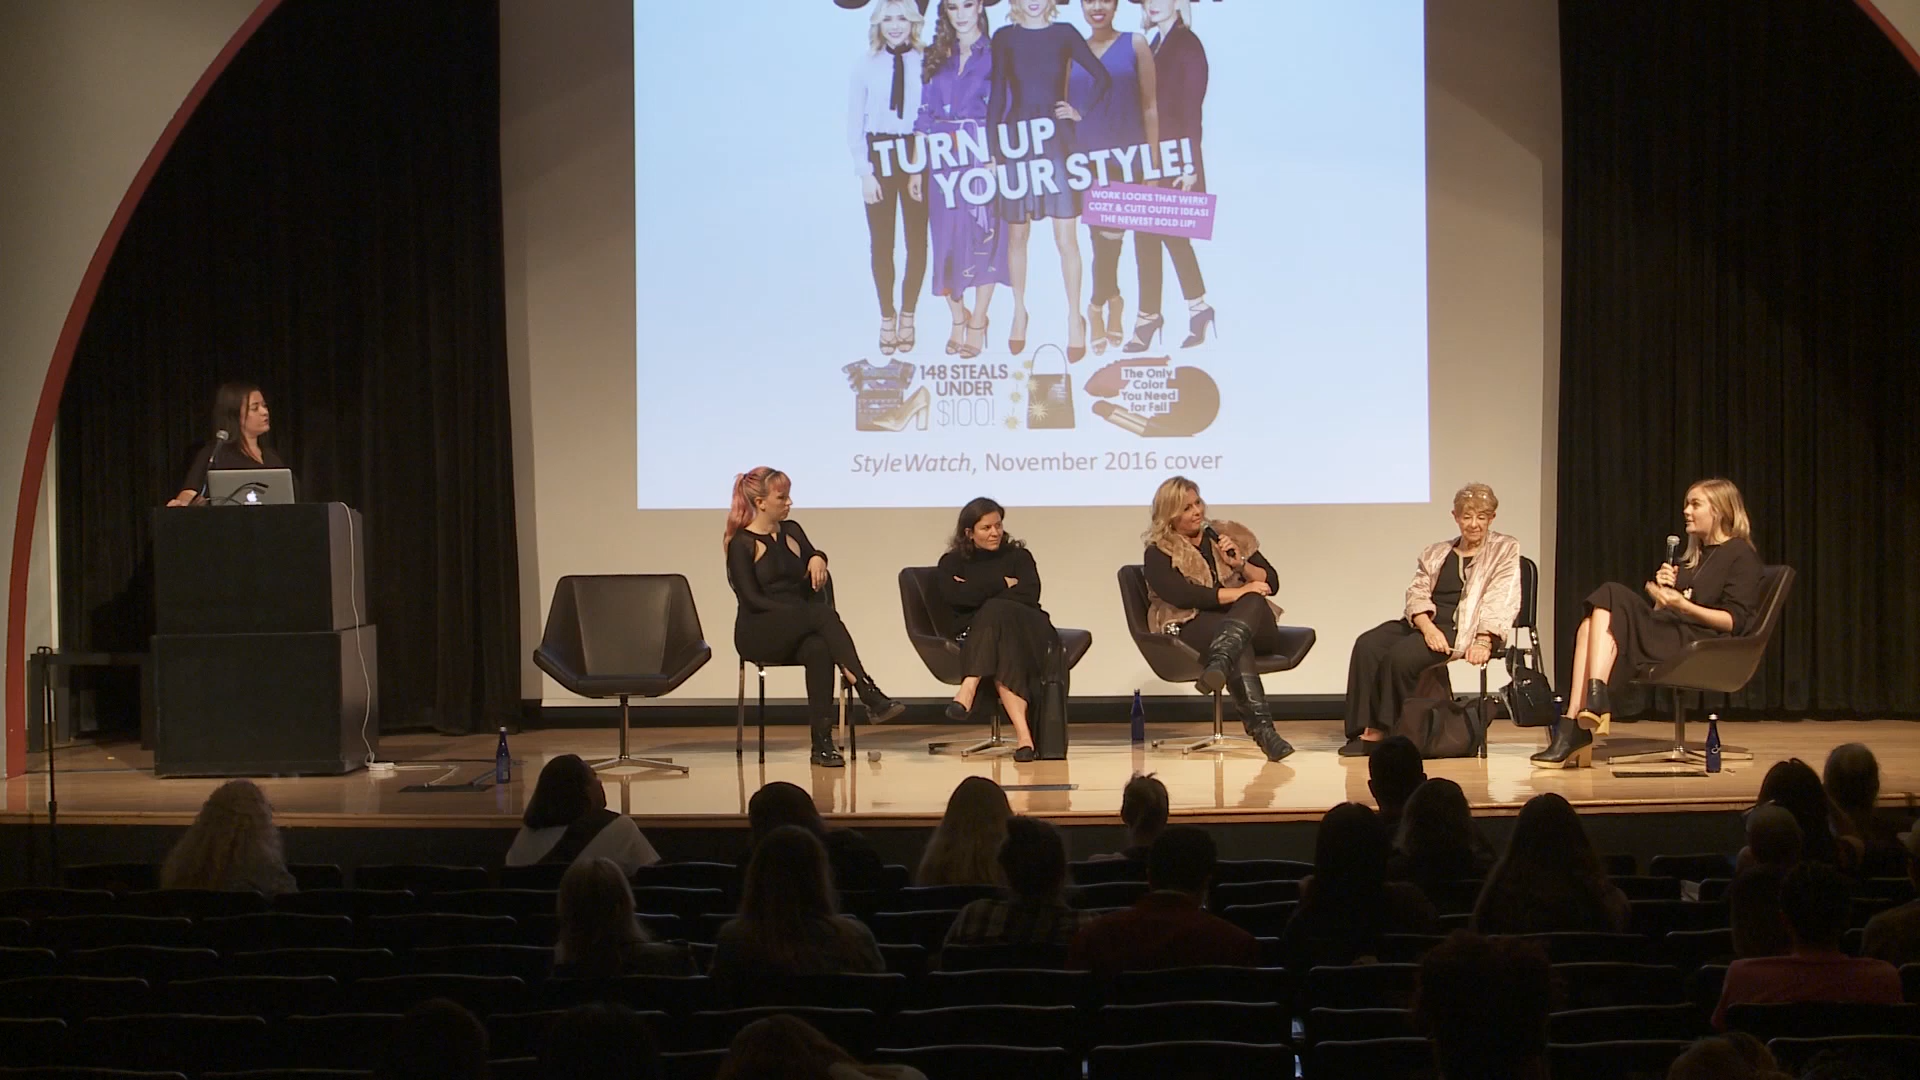 TURN UP
YOUR STYLE!
WORK LOOKS THAT WERK!
COZY & CUTE OUTFIT IDEAS!
THE NEWEST BOLD LIP!
148 STEALS
UNDER
$100!
The Only
Color
You Need
for Fall
StyleWatch, November 2016 cover